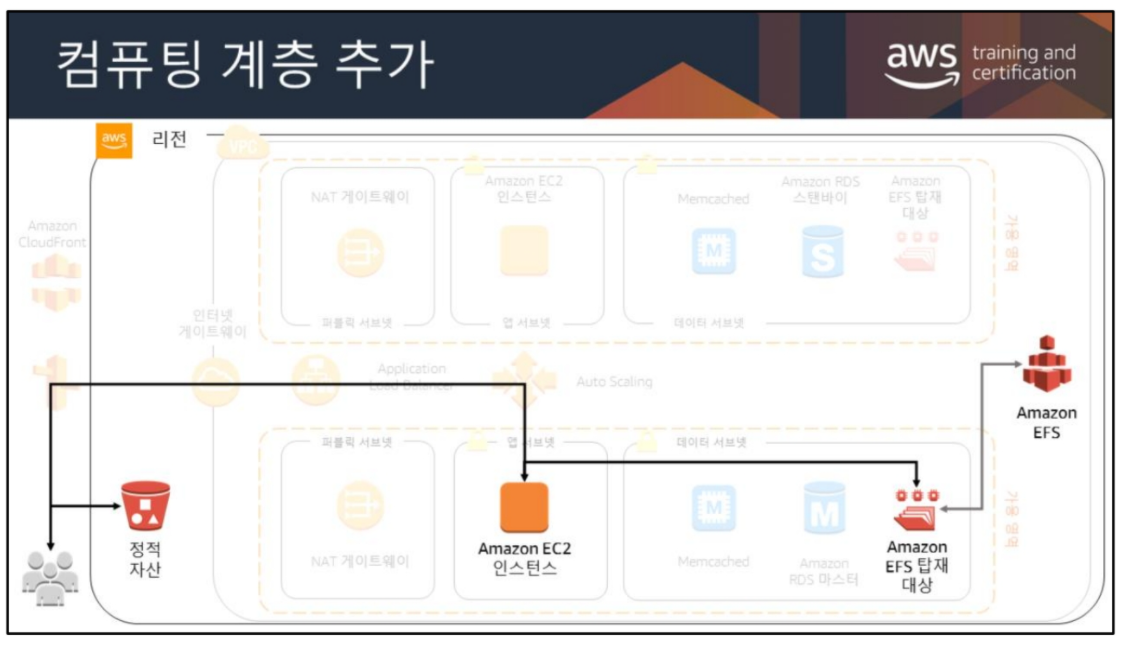 컴퓨팅 계층 추가
aws training and
certification
aws
리전
VPC
NAT 게이트웨이
Amazon EC2
인스턴스
Memcached
Amazon RDS
스탠바이
Amazon
EFS 탑재
대상
M
S
가용 영역
Amazon
CloudFront
퍼블릭 서브넷
앱 서브넷
데이터 서브넷
인터넷
게이트웨이
Application
Load Balancer
Auto Scaling
Amazon
EFS
퍼블릭 서브넷
앱 서브넷
데이터 서브넷
M
M
가용 영역
정적
자산
NAT 게이트웨이
Amazon EC2
인스턴스
Memcached
Amazon
RDS 마스터
Amazon
EFS 탑재
대상